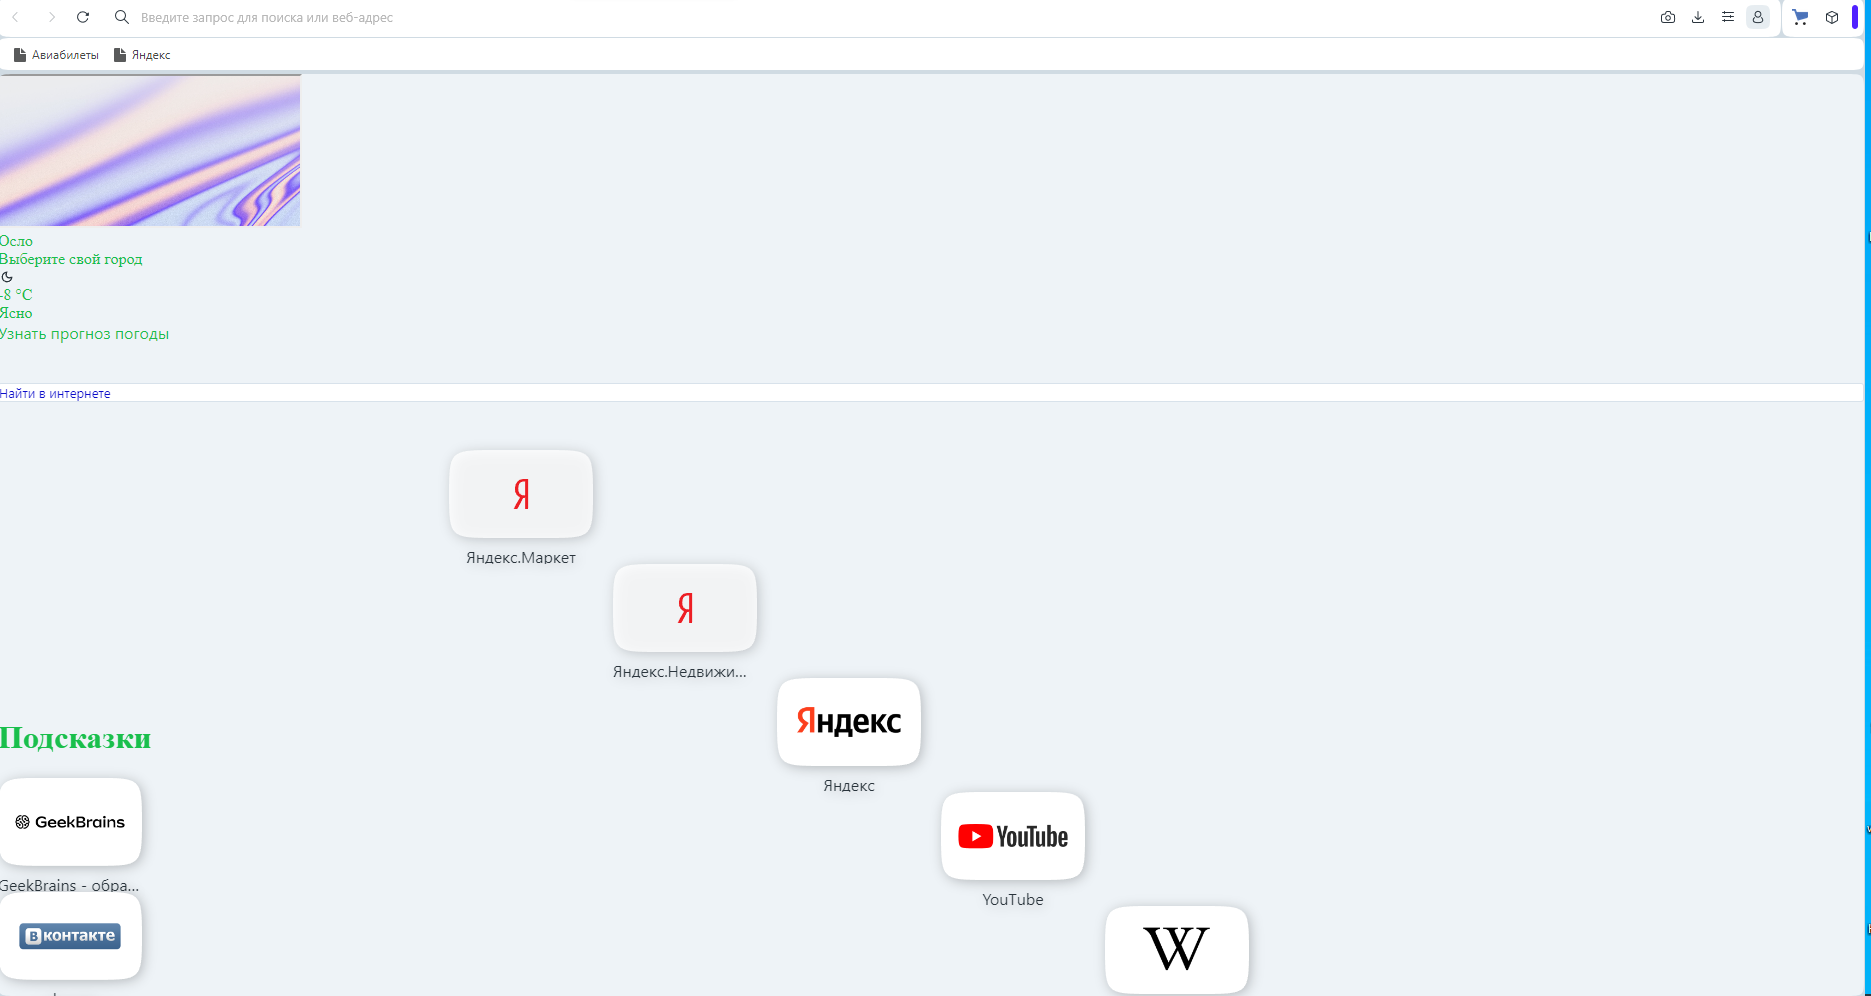 Введите запрос для поиска или веб-адрес
Авиабилеты Яндекс
Осло
Выберите свой город
-8 °C
Ясно
Узнать прогноз погоды
Найти в интернете
Я
Яндекс.Маркет
Я
Яндекс.Недвижи...
Яндекс
Яндекс
YouTube
YouTube
W
Подсказки
GeekBrains
GeekBrains - обра...
В контакте